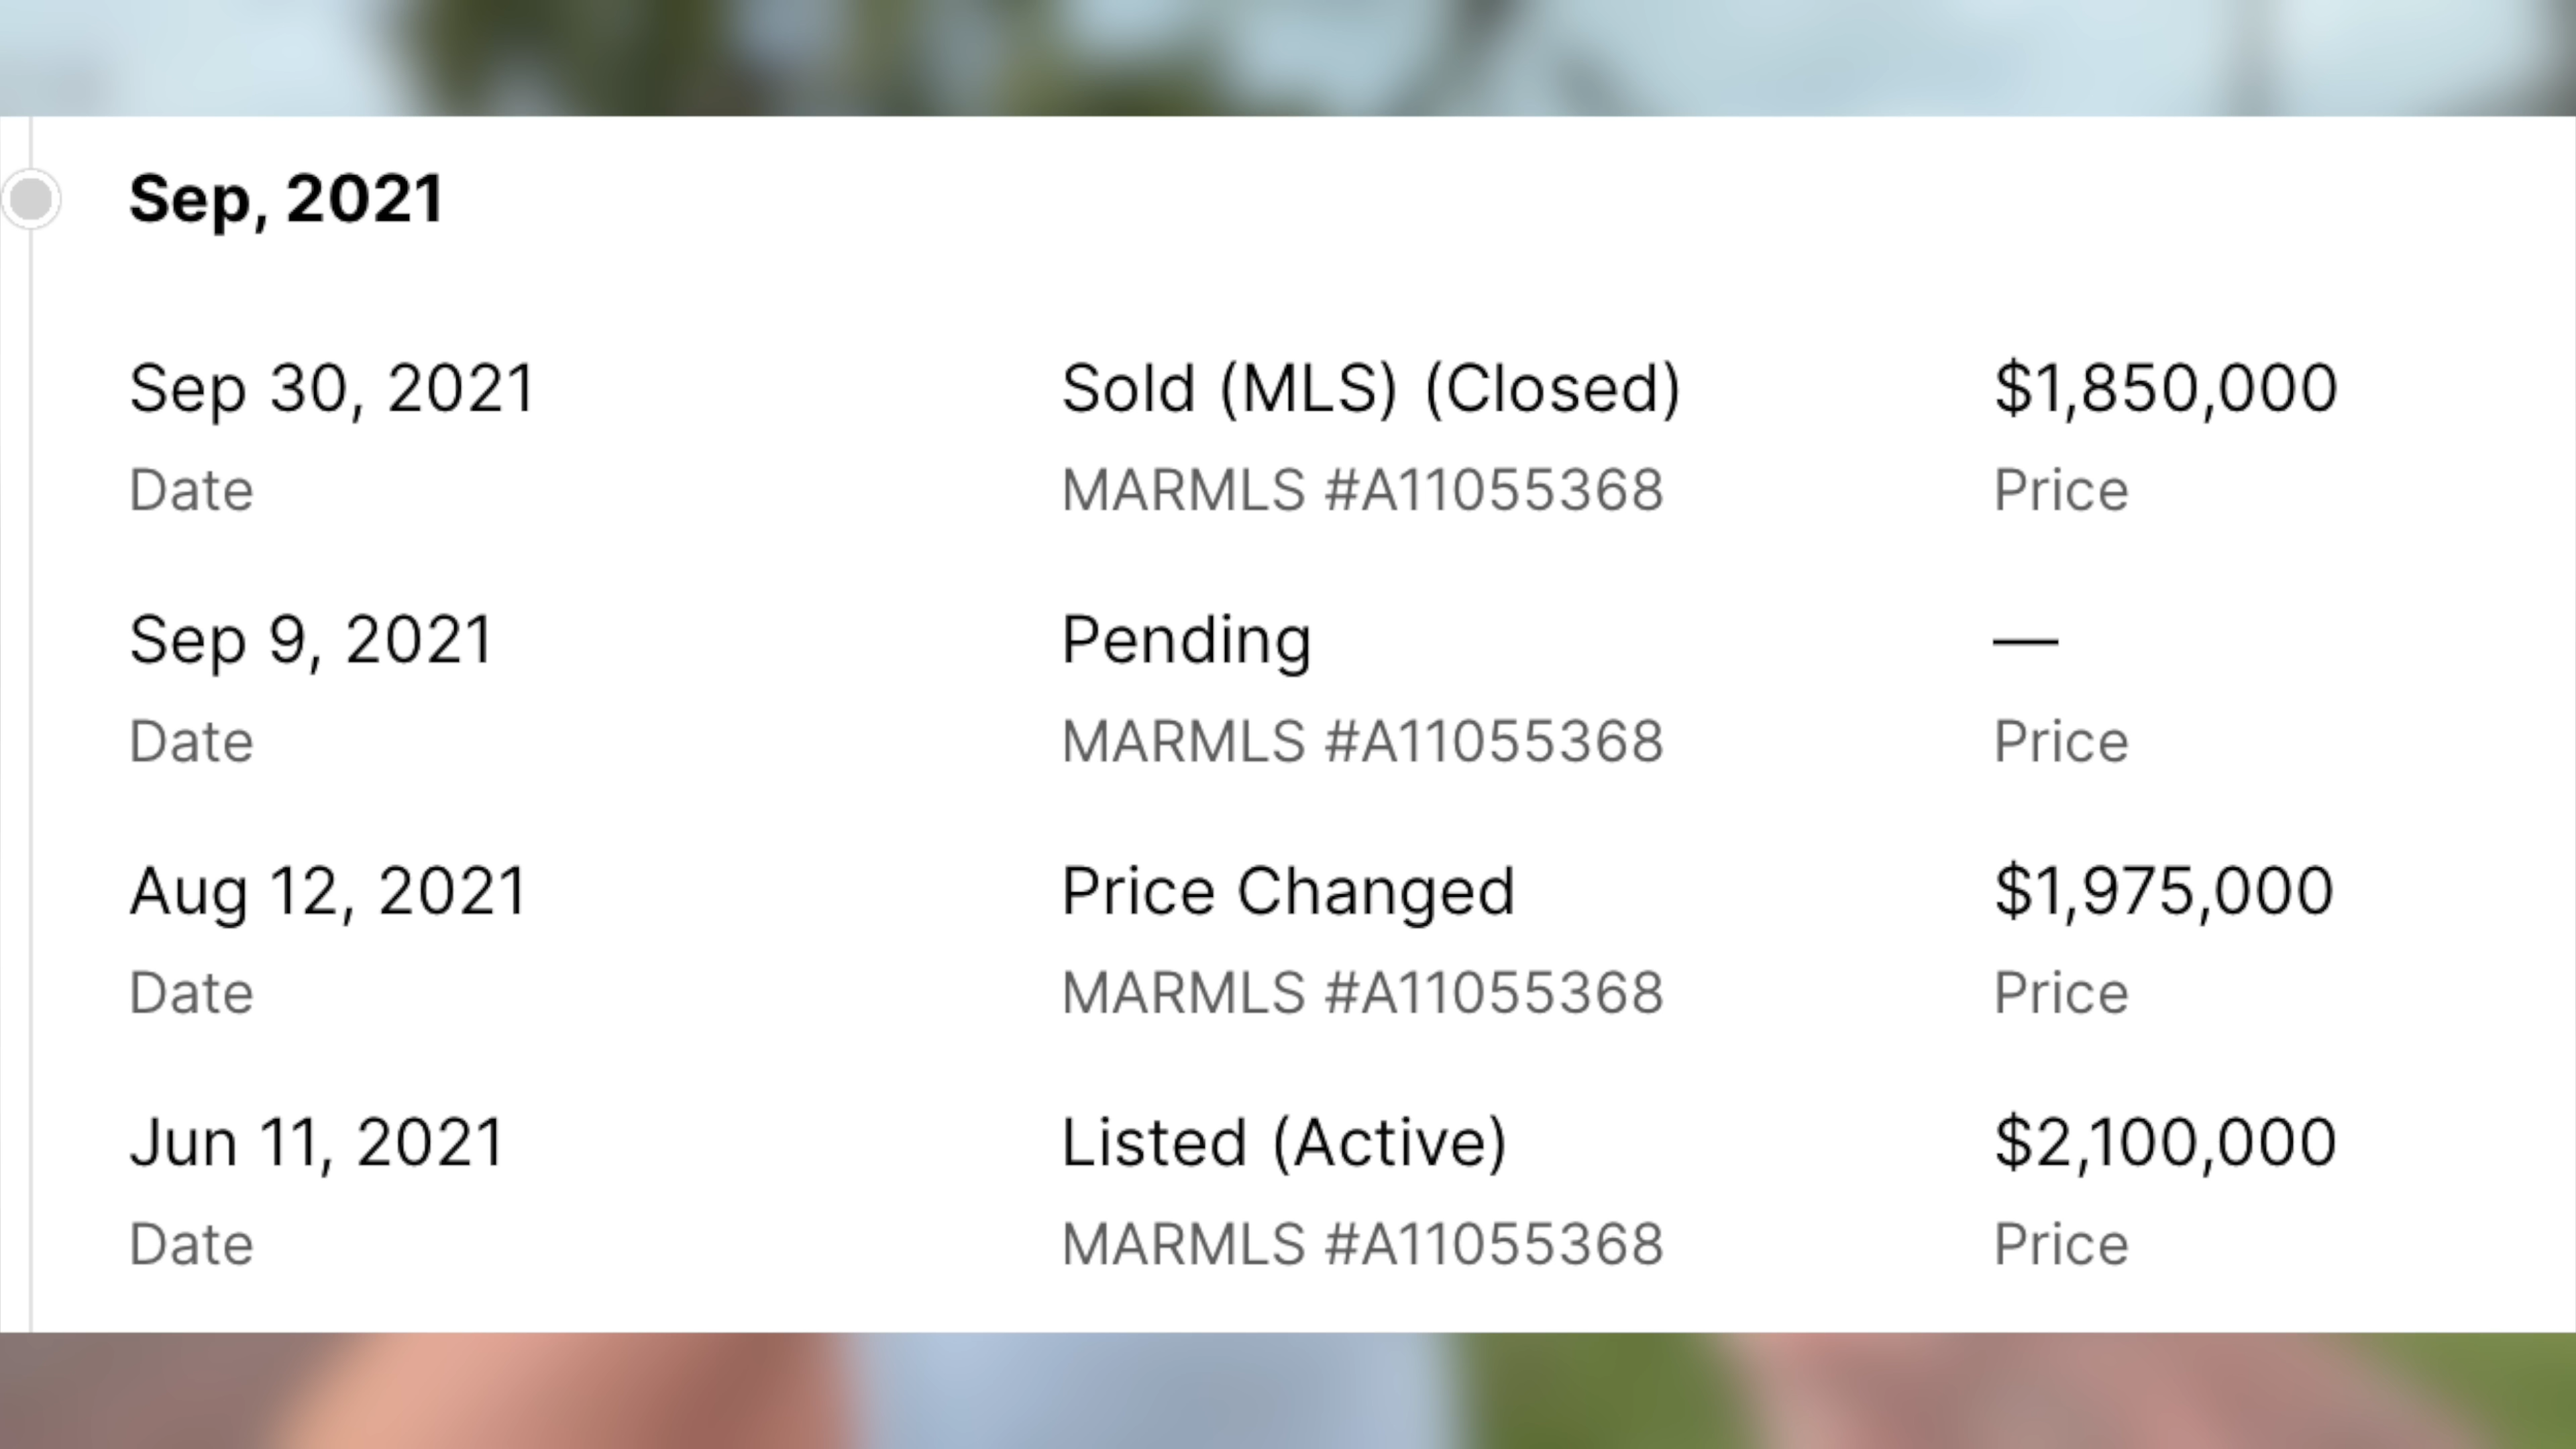 Sep, 2021
Sep 30, 2021 Sold (MLS) (Closed) $1,850,000
Date MARMLS #A11055368 Price
Sep 9, 2021 Pending —
Date MARMLS #A11055368 Price
Aug 12, 2021 Price Changed $1,975,000
Date MARMLS #A11055368 Price
Jun 11, 2021 Listed (Active) $2,100,000
Date MARMLS #A11055368 Price